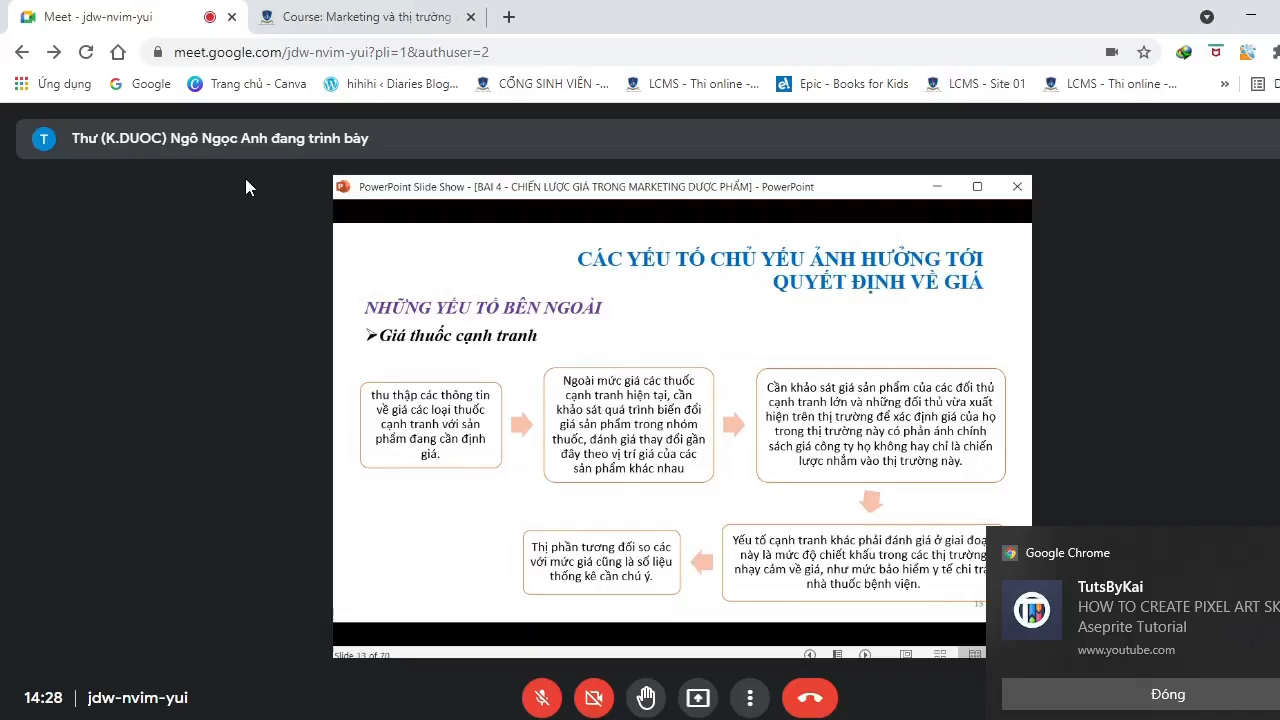 Meet - jdw-nvim-yui
Course: Marketing và thị trường
meet.google.com/jdw-nvim-yui?pli=1&authuser=2
Ứng dụng
Google
Trang chủ - Canva
hihihi ‹ Diaries Blog...
CỔNG SINH VIÊN -...
LCMS - Thi online -...
Epic - Books for Kids
LCMS - Site 01
LCMS - Thi online -...
»
T
Thư (K.DUOC) Ngô Ngọc Anh đang trình bày
PowerPoint Slide Show - [BAI 4 - CHIẾN LƯỢC GIÁ TRONG MARKETING DƯỢC PHẨM] - PowerPoint
CÁC YẾU TỐ CHỦ YẾU ẢNH HƯỞNG TỚI
QUYẾT ĐỊNH VỀ GIÁ
NHỮNG YẾU TỐ BÊN NGOÀI
➢Giá thuốc cạnh tranh
thu thập các thông tin
về giá các loại thuốc
cạnh tranh với sản
phẩm đang cần định
giá.
Ngoài mức giá các thuốc
cạnh tranh hiện tại, cần
khảo sát quá trình biến đổi
giá sản phẩm trong nhóm
thuốc, đánh giá thay đổi gần
đây theo vị trí giá của các
sản phẩm khác nhau
Cần khảo sát giá sản phẩm của các đối thủ
cạnh tranh lớn và những đối thủ vừa xuất
hiện trên thị trường để xác định giá của họ
trong thị trường này có phản ánh chính
sách giá công ty họ không hay chỉ là chiến
lược nhắm vào thị trường này.
Yếu tố cạnh tranh khác phải đánh giá ở giai đoạ
này là mức độ chiết khấu trong các thị trường
nhạy cảm về giá, như mức bảo hiểm y tế chi tra
nhà thuốc bệnh viện.
Thị phần tương đối so các
với mức giá cũng là số liệu
thống kê cần chú ý.
13
Slide 13 of 70
Google Chrome
TutsByKai
HOW TO CREATE PIXEL ART SK
Aseprite Tutorial
www.youtube.com
Đóng
14:28
jdw-nvim-yui